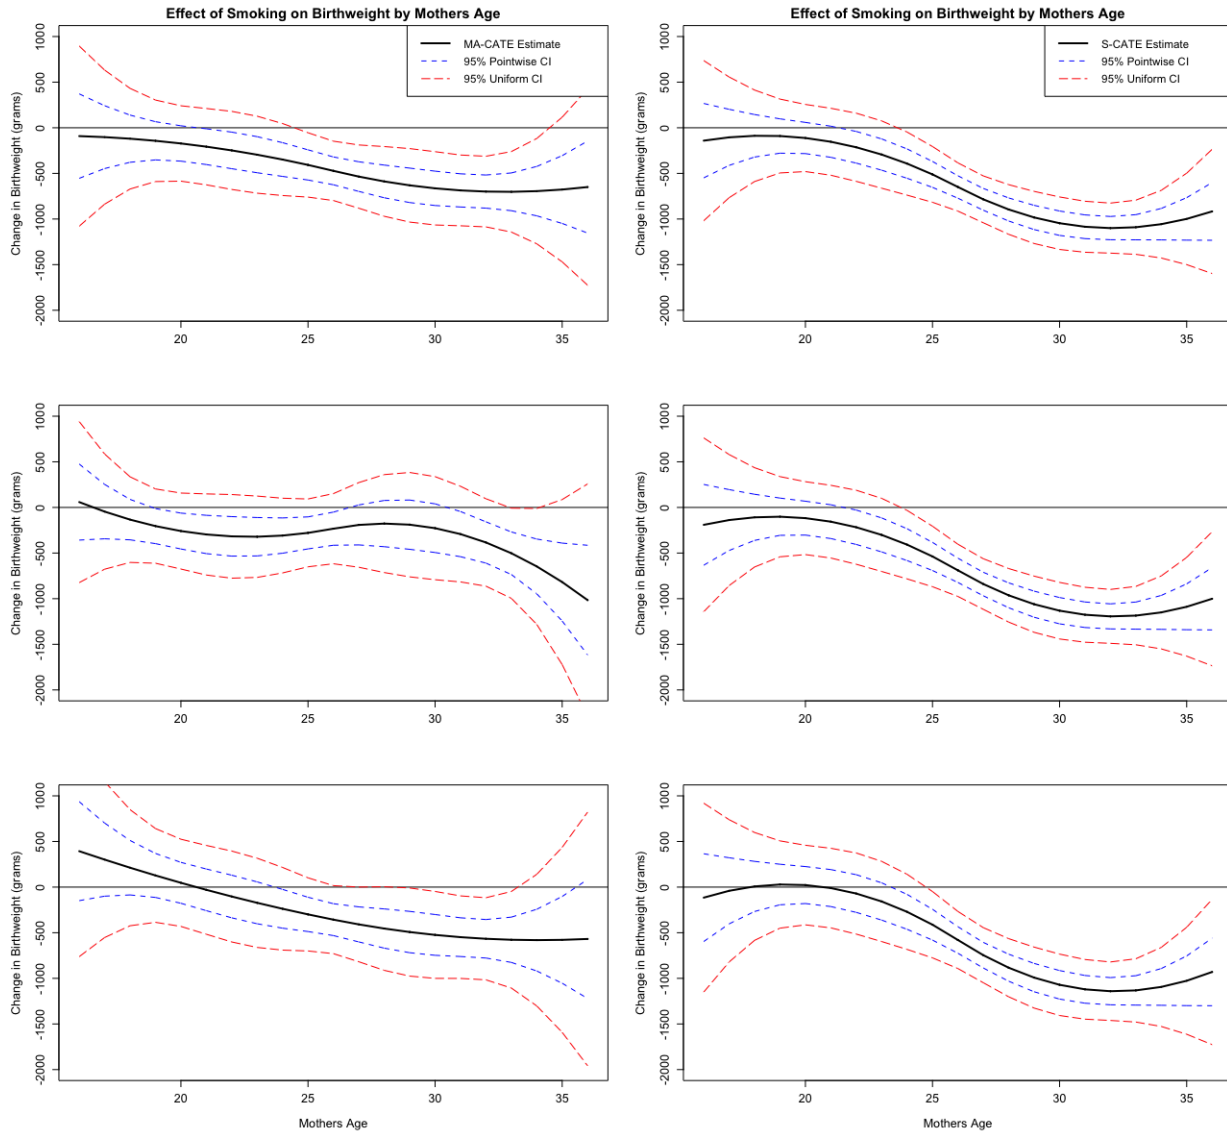 Effect of Smoking on Birthweight by Mothers Age
MA-CATE Estimate
95% Pointwise CI
95% Uniform CI
Change in Birthweight (grams)
1000
500
0
-500
-1000
-1500
-2000
20 25 30 35
Effect of Smoking on Birthweight by Mothers Age
S-CATE Estimate
95% Pointwise CI
95% Uniform CI
Change in Birthweight (grams)
1000
500
0
-500
-1000
-1500
-2000
20 25 30 35
Change in Birthweight (grams)
1000
500
0
-500
-1000
-1500
-2000
20 25 30 35
Change in Birthweight (grams)
1000
500
0
-500
-1000
-1500
-2000
20 25 30 35
Change in Birthweight (grams)
1000
500
0
-500
-1000
-1500
-2000
20 25 30 35
Mothers Age
Change in Birthweight (grams)
1000
500
0
-500
-1000
-1500
-2000
20 25 30 35
Mothers Age